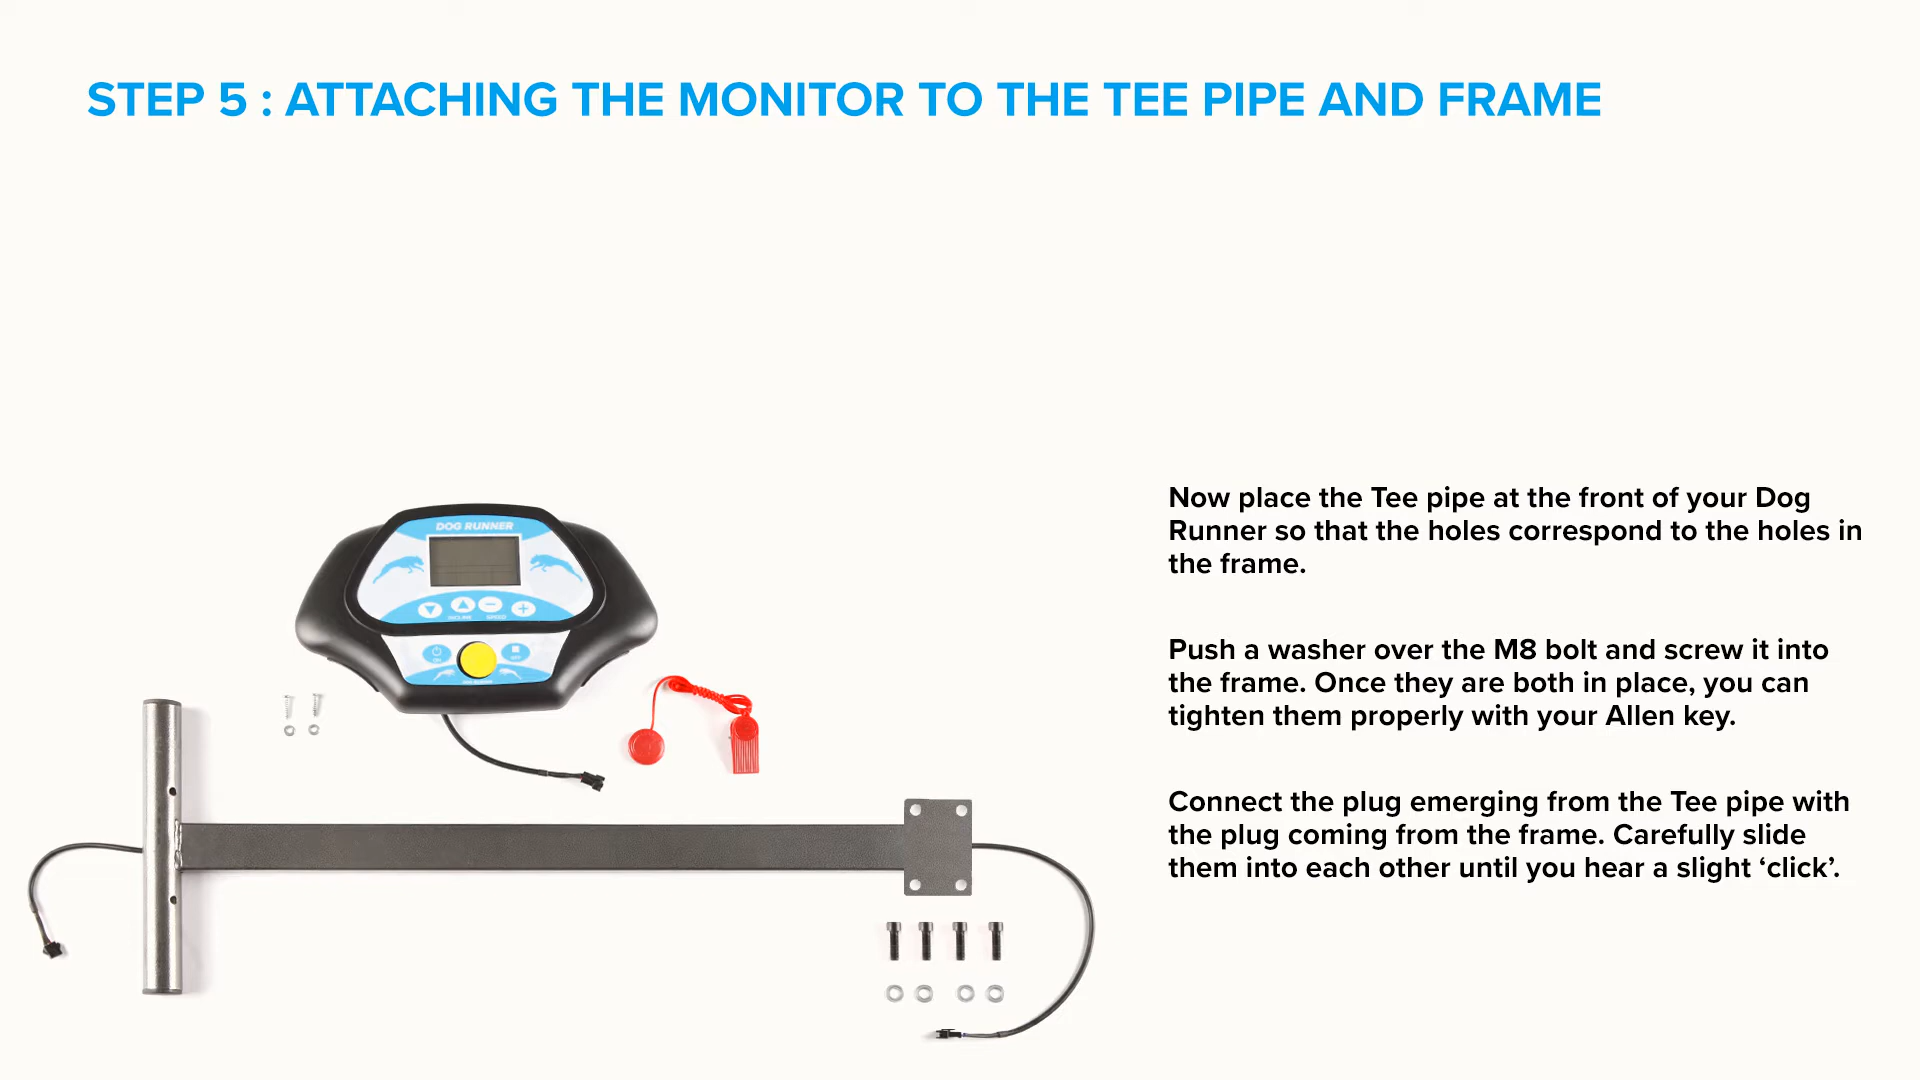 STEP 5 : ATTACHING THE MONITOR TO THE TEE PIPE AND FRAME
DOG RUNNER
SPEED
Now place the Tee pipe at the front of your Dog
Runner so that the holes correspond to the holes in
the frame.
Push a washer over the M8 bolt and screw it into
the frame. Once they are both in place, you can
tighten them properly with your Allen key.
Connect the plug emerging from the Tee pipe with
the plug coming from the frame. Carefully slide
them into each other until you hear a slight ‘click’.